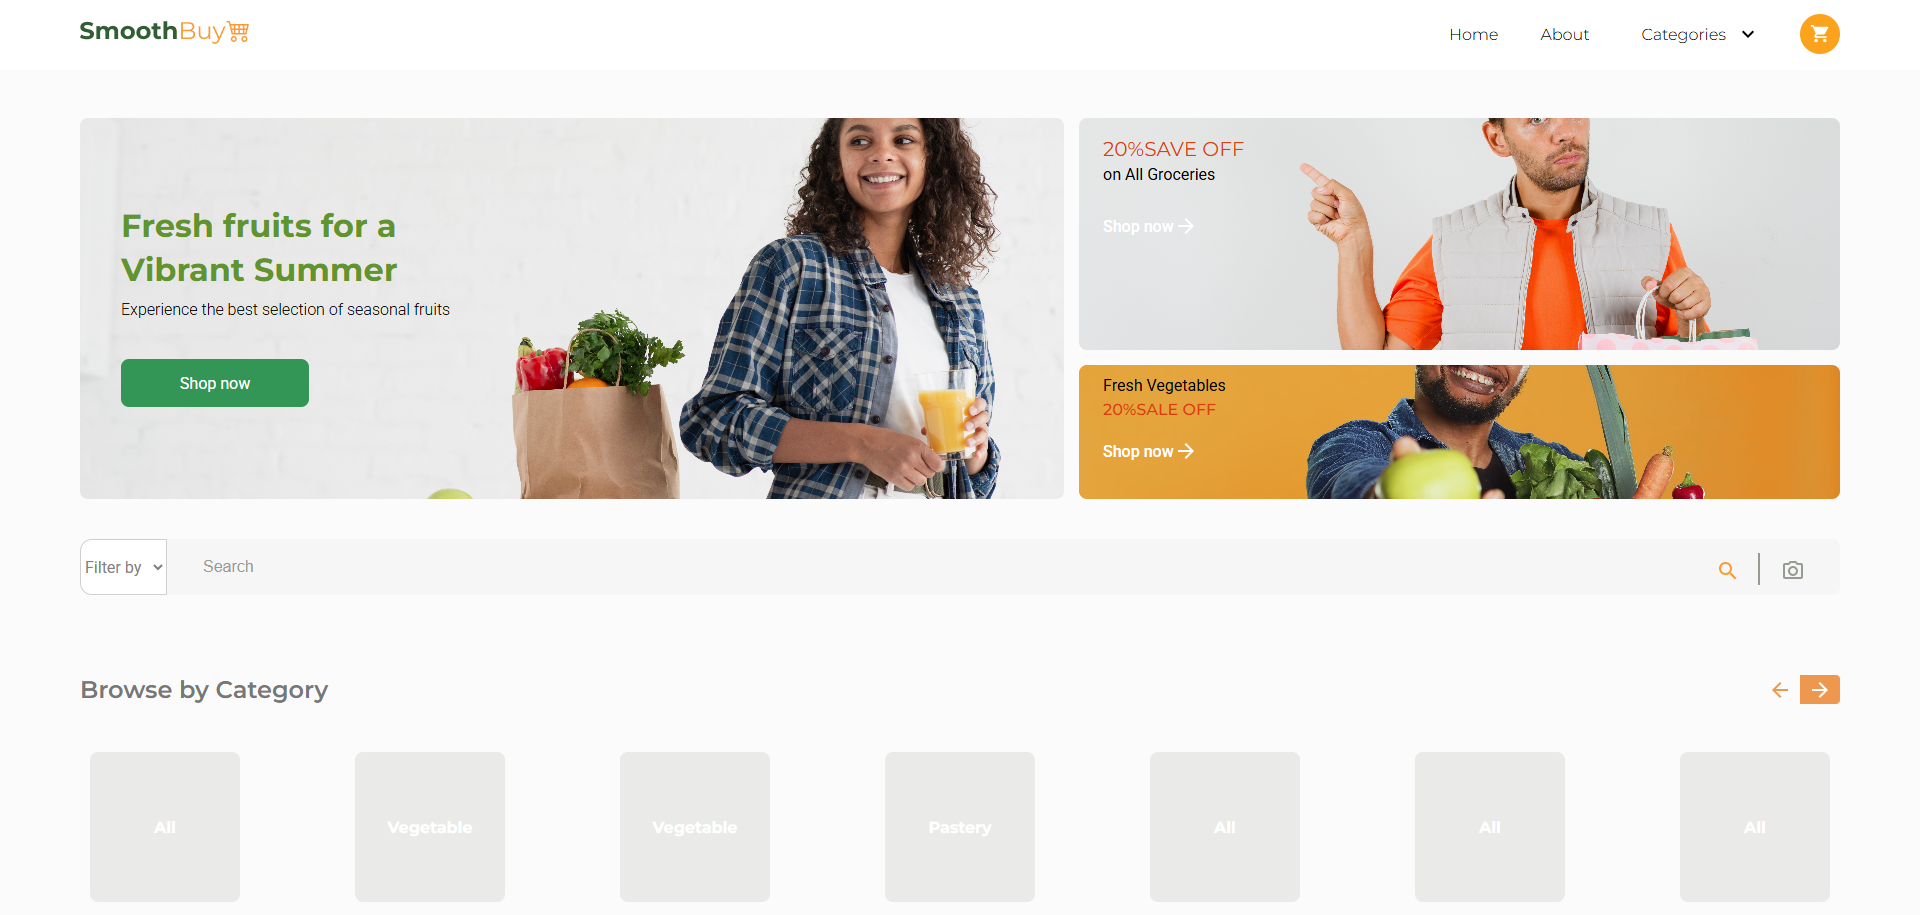 SmoothBuy
Home About Categories
Fresh fruits for a
Vibrant Summer
Experience the best selection of seasonal fruits
Shop now
20%SAVE OFF
on All Groceries
Shop now
Fresh Vegetables
20%SALE OFF
Shop now
Filter by Search
Browse by Category
All Vegetable Vegetable Pastery All All All